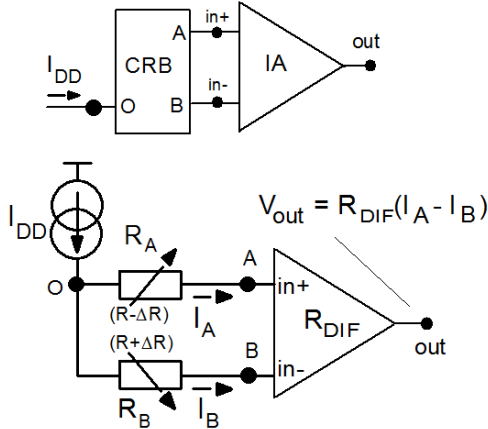 I_DD
O
CRB
A
B
in+
in-
IA
out
I_DD
O
R_A
(R-ΔR)
I_A
A
in+
V_out = R_DIF(I_A - I_B)
R_DIF
out
(R+ΔR)
R_B
I_B
B
in-